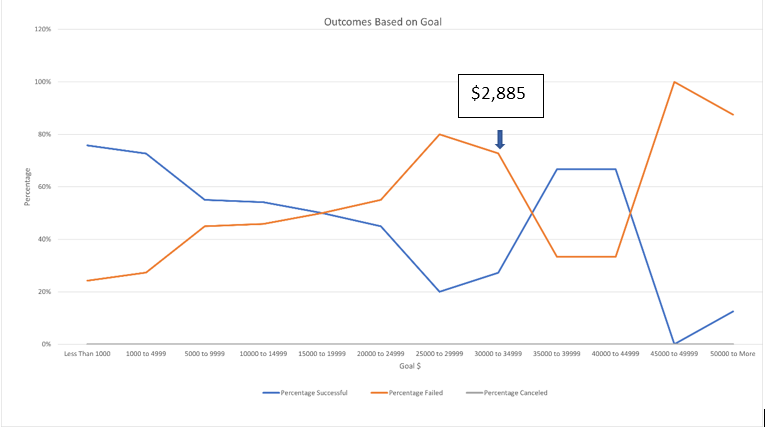 Outcomes Based on Goal
120%
100%
80%
60%
40%
20%
0%
Percentage
$2,885
Less Than 1000 1000 to 4999 5000 to 9999 10000 to 14999 15000 to 19999 20000 to 24999 25000 to 29999 30000 to 34999 35000 to 39999 40000 to 44999 45000 to 49999 50000 to More
Goal $
Percentage Successful Percentage Failed Percentage Canceled